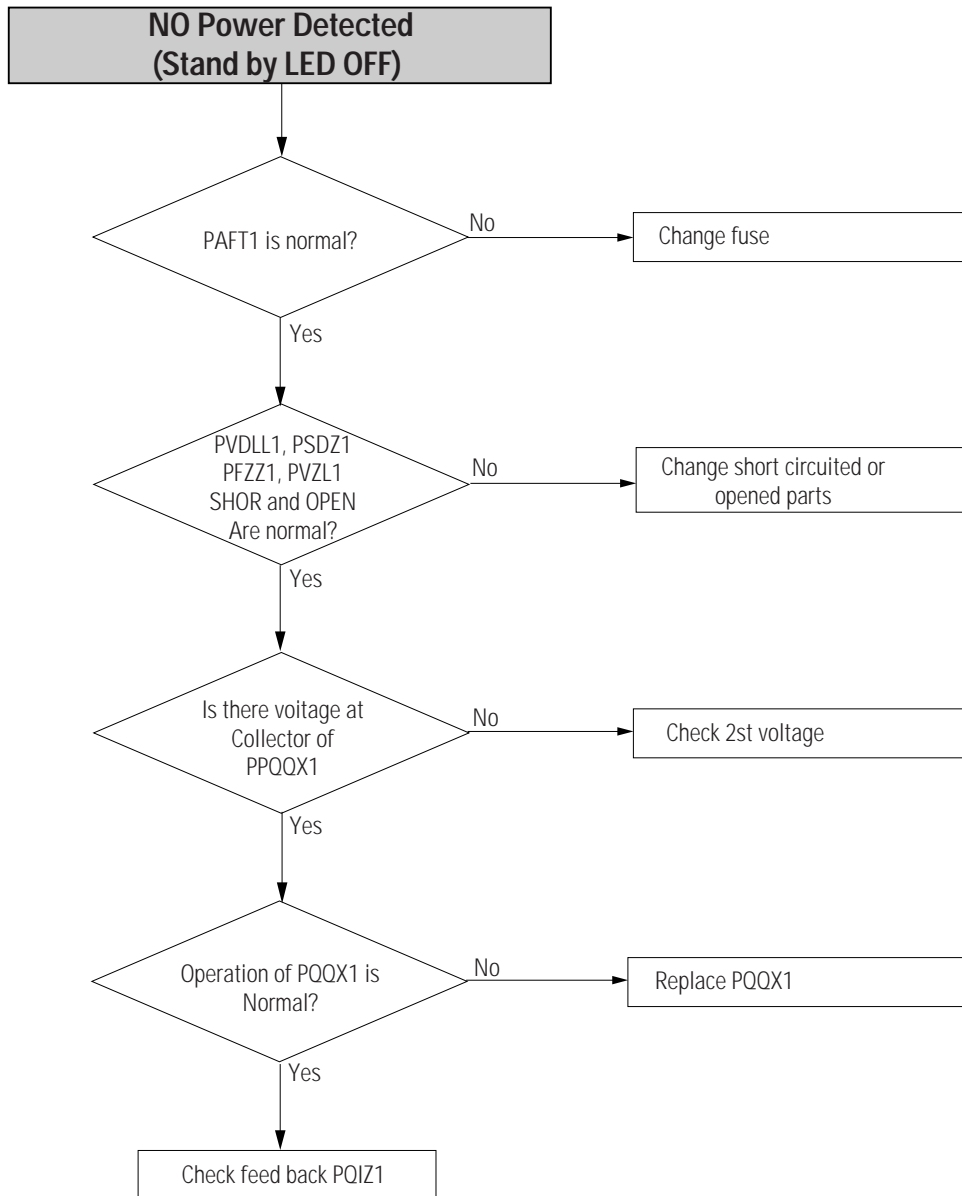 NO Power Detected
(Stand by LED OFF)
PAFT1 is normal?
No
Change fuse
Yes
PVDLL1, PSDZ1
PFZZ1, PVZL1
SHOR and OPEN
Are normal?
No
Change short circuited or
opened parts
Yes
Is there voitage at
Collector of
PPQQX1
No
Check 2st voltage
Yes
Operation of PQQX1 is
Normal?
No
Replace PQQX1
Yes
Check feed back PQIZ1